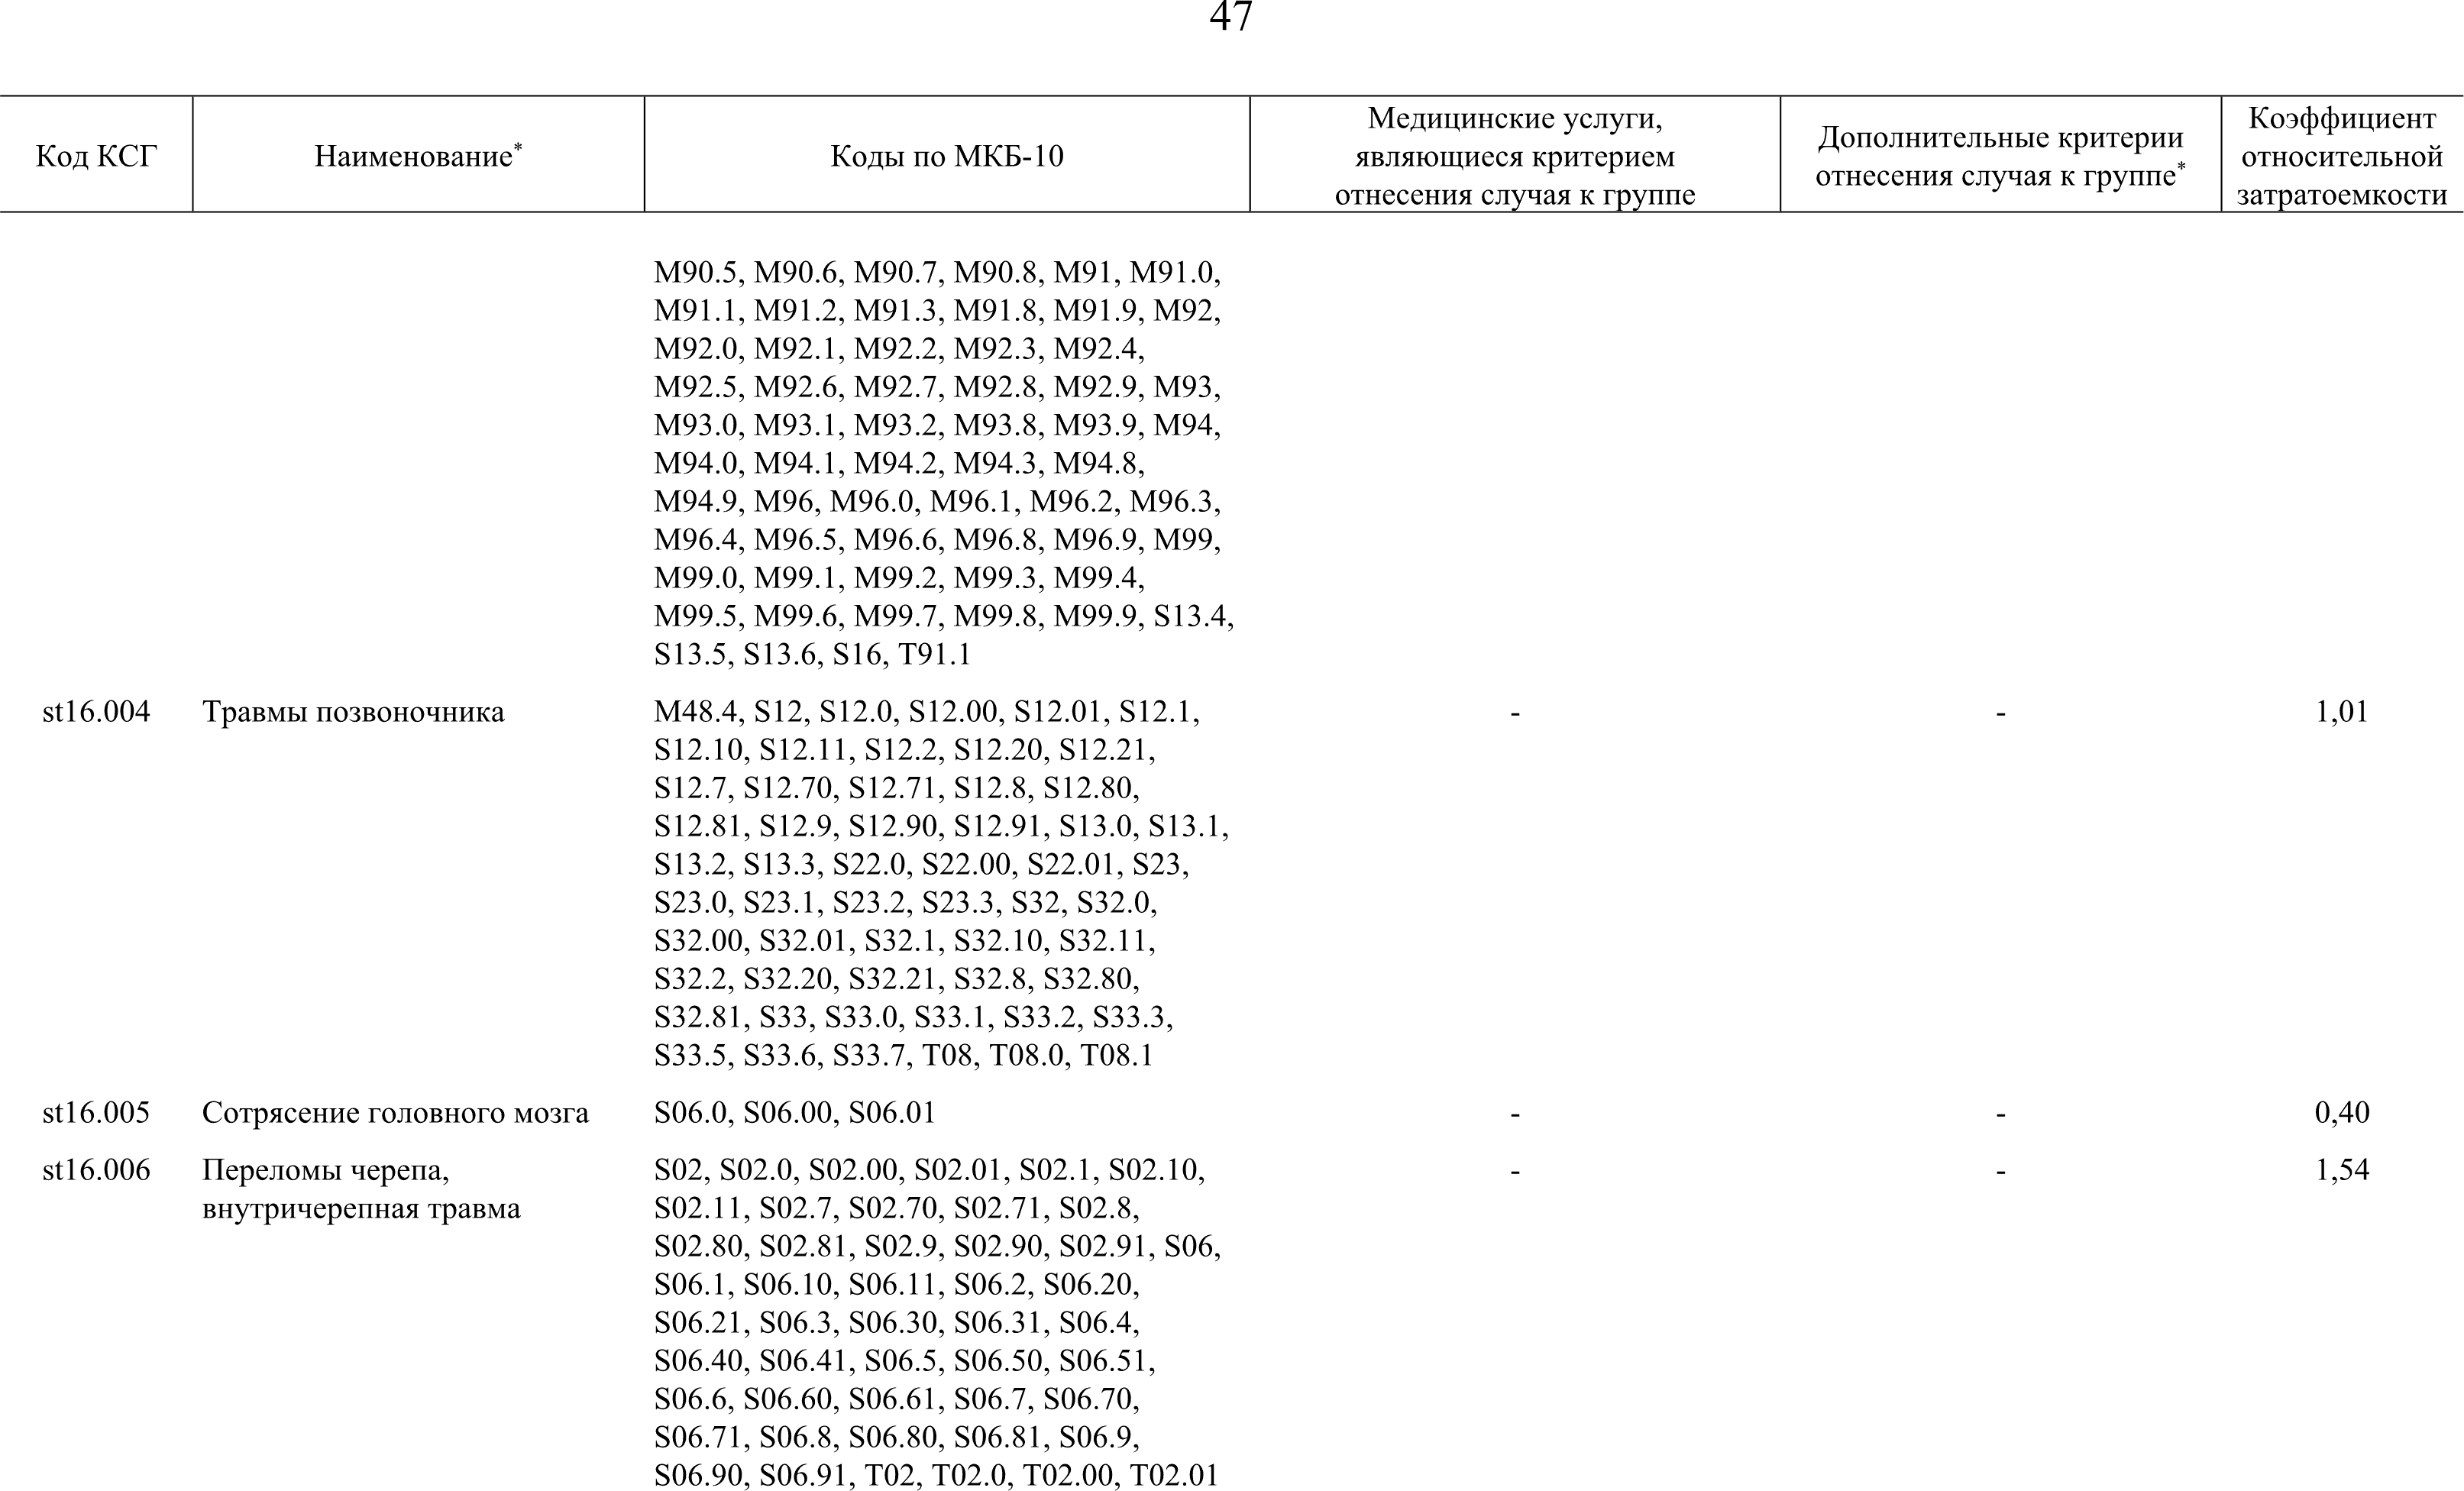 47
Код КСГ
Наименование*
Коды по МКБ-10
Медицинские услуги,
являющиеся критерием
отнесения случая к группе
Дополнительные критерии
отнесения случая к группе*
Коэффициент
относительной
затратоемкости
M90.5, M90.6, M90.7, M90.8, M91, M91.0,
M91.1, M91.2, M91.3, M91.8, M91.9, M92,
M92.0, M92.1, M92.2, M92.3, M92.4,
M92.5, M92.6, M92.7, M92.8, M92.9, M93,
M93.0, M93.1, M93.2, M93.8, M93.9, M94,
M94.0, M94.1, M94.2, M94.3, M94.8,
M94.9, M96, M96.0, M96.1, M96.2, M96.3,
M96.4, M96.5, M96.6, M96.8, M96.9, M99,
M99.0, M99.1, M99.2, M99.3, M99.4,
M99.5, M99.6, M99.7, M99.8, M99.9, S13.4,
S13.5, S13.6, S16, T91.1
st16.004 Травмы позвоночника M48.4, S12, S12.0, S12.00, S12.01, S12.1, - - 1,01
S12.10, S12.11, S12.2, S12.20, S12.21,
S12.7, S12.70, S12.71, S12.8, S12.80,
S12.81, S12.9, S12.90, S12.91, S13.0, S13.1,
S13.2, S13.3, S22.0, S22.00, S22.01, S23,
S23.0, S23.1, S23.2, S23.3, S32, S32.0,
S32.00, S32.01, S32.1, S32.10, S32.11,
S32.2, S32.20, S32.21, S32.8, S32.80,
S32.81, S33, S33.0, S33.1, S33.2, S33.3,
S33.5, S33.6, S33.7, T08, T08.0, T08.1
st16.005 Сотрясение головного мозга S06.0, S06.00, S06.01 - - 0,40
st16.006 Переломы черепа, S02, S02.0, S02.00, S02.01, S02.1, S02.10, - - 1,54
внутричерепная травма S02.11, S02.7, S02.70, S02.71, S02.8,
S02.80, S02.81, S02.9, S02.90, S02.91, S06,
S06.1, S06.10, S06.11, S06.2, S06.20,
S06.21, S06.3, S06.30, S06.31, S06.4,
S06.40, S06.41, S06.5, S06.50, S06.51,
S06.6, S06.60, S06.61, S06.7, S06.70,
S06.71, S06.8, S06.80, S06.81, S06.9,
S06.90, S06.91, T02, T02.0, T02.00, T02.01